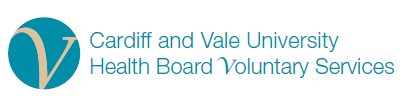 V Cardiff and Vale University
Health Board Voluntary Services